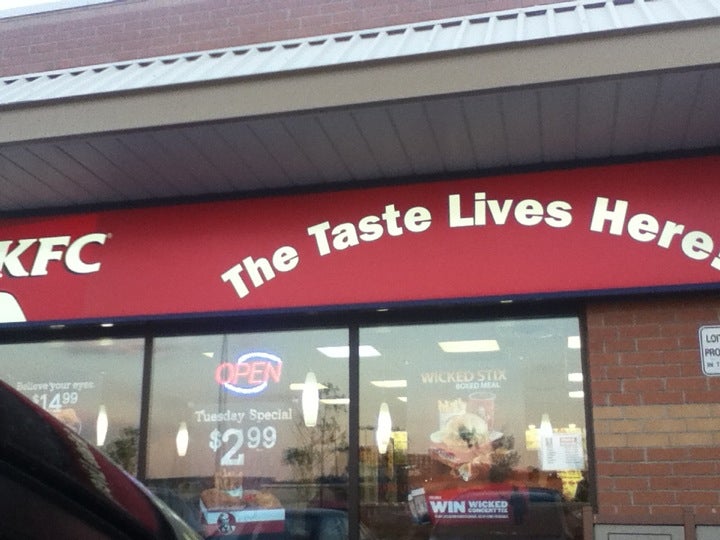 KFC
The Taste Lives Here.
Believe your eyes.
$14.99
OPEN
Tuesday Special
$2.99
WICKED STIX
BOXED MEAL
WIN WICKED
KFC